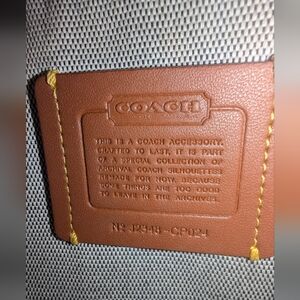 COACH
THIS IS A COACH ACCESSORY.
CRAFTED TO LAST, IT IS PART
OF A SPECIAL COLLECTION OF
ARCHIVAL COACH SILHOUETTES
REMADE FOR NOW, BECAUSE
SOME THINGS ARE TOO GOOD
TO LEAVE IN THE ARCHIVES.
Nº J2348-CP024